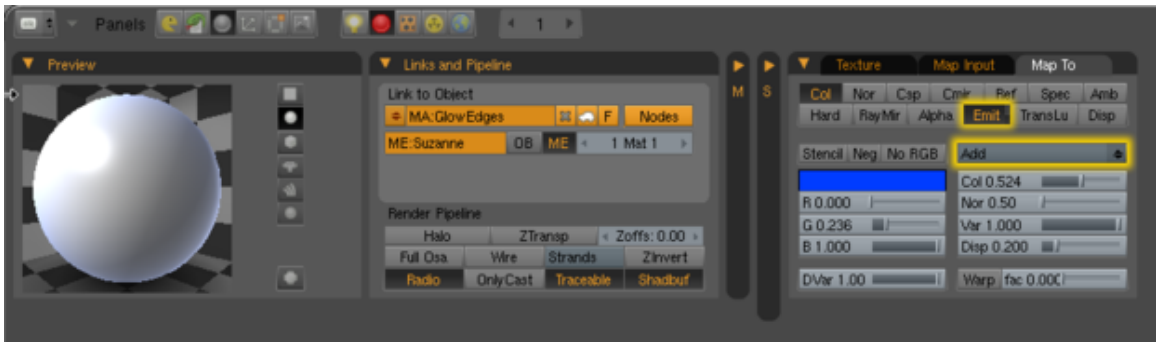 Panels 1
Preview
Links and Pipeline
Link to Object
MA:GlowEdges F Nodes
ME:Suzanne OB ME 1 Mat 1
Render Pipeline
Halo ZTransp Zoffs: 0.00
Full Osa Wire Strands ZInvert
Radio OnlyCast Traceable Shadbuf
M
S
Texture Map Input Map To
Col Nor Csp Cmir Ref Spec Amb
Hard RayMir Alpha Emit TransLu Disp
Stencil Neg No RGB Add
Col 0.524
R 0.000 Nor 0.50
G 0.236 Var 1.000
B 1.000 Disp 0.200
DVar 1.00 Warp fac 0.000